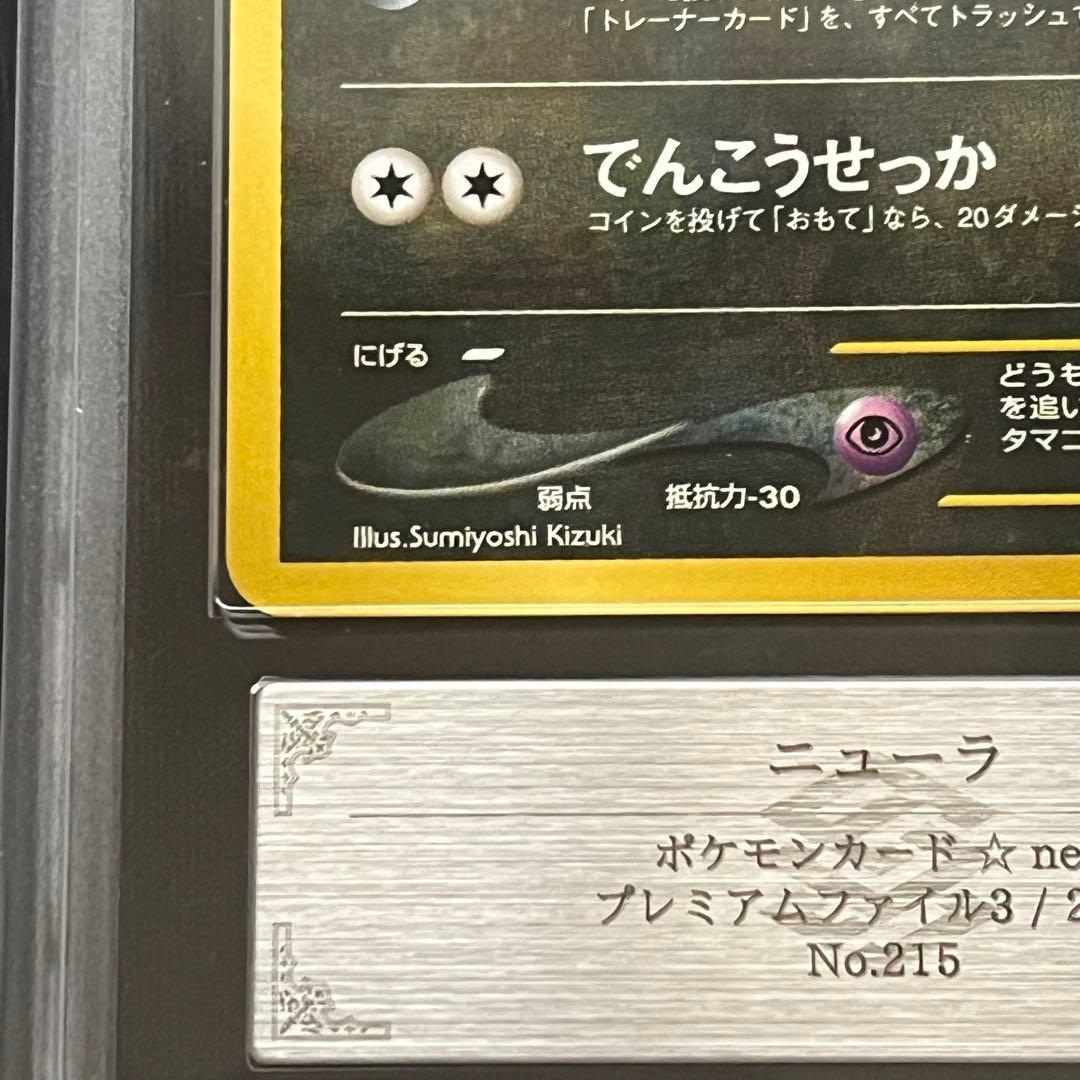 「トレーナーカード」を、すべてトラッシュ
でんこうせっか
コインを投げて「おもて」なら、20ダメージ
にげる
どうも
を追い
タマコ
弱点 抵抗力-30
Illus.Sumiyoshi Kizuki
ニューラ
ポケモンカード ☆ ne
プレミアムファイル3 / 2
No.215